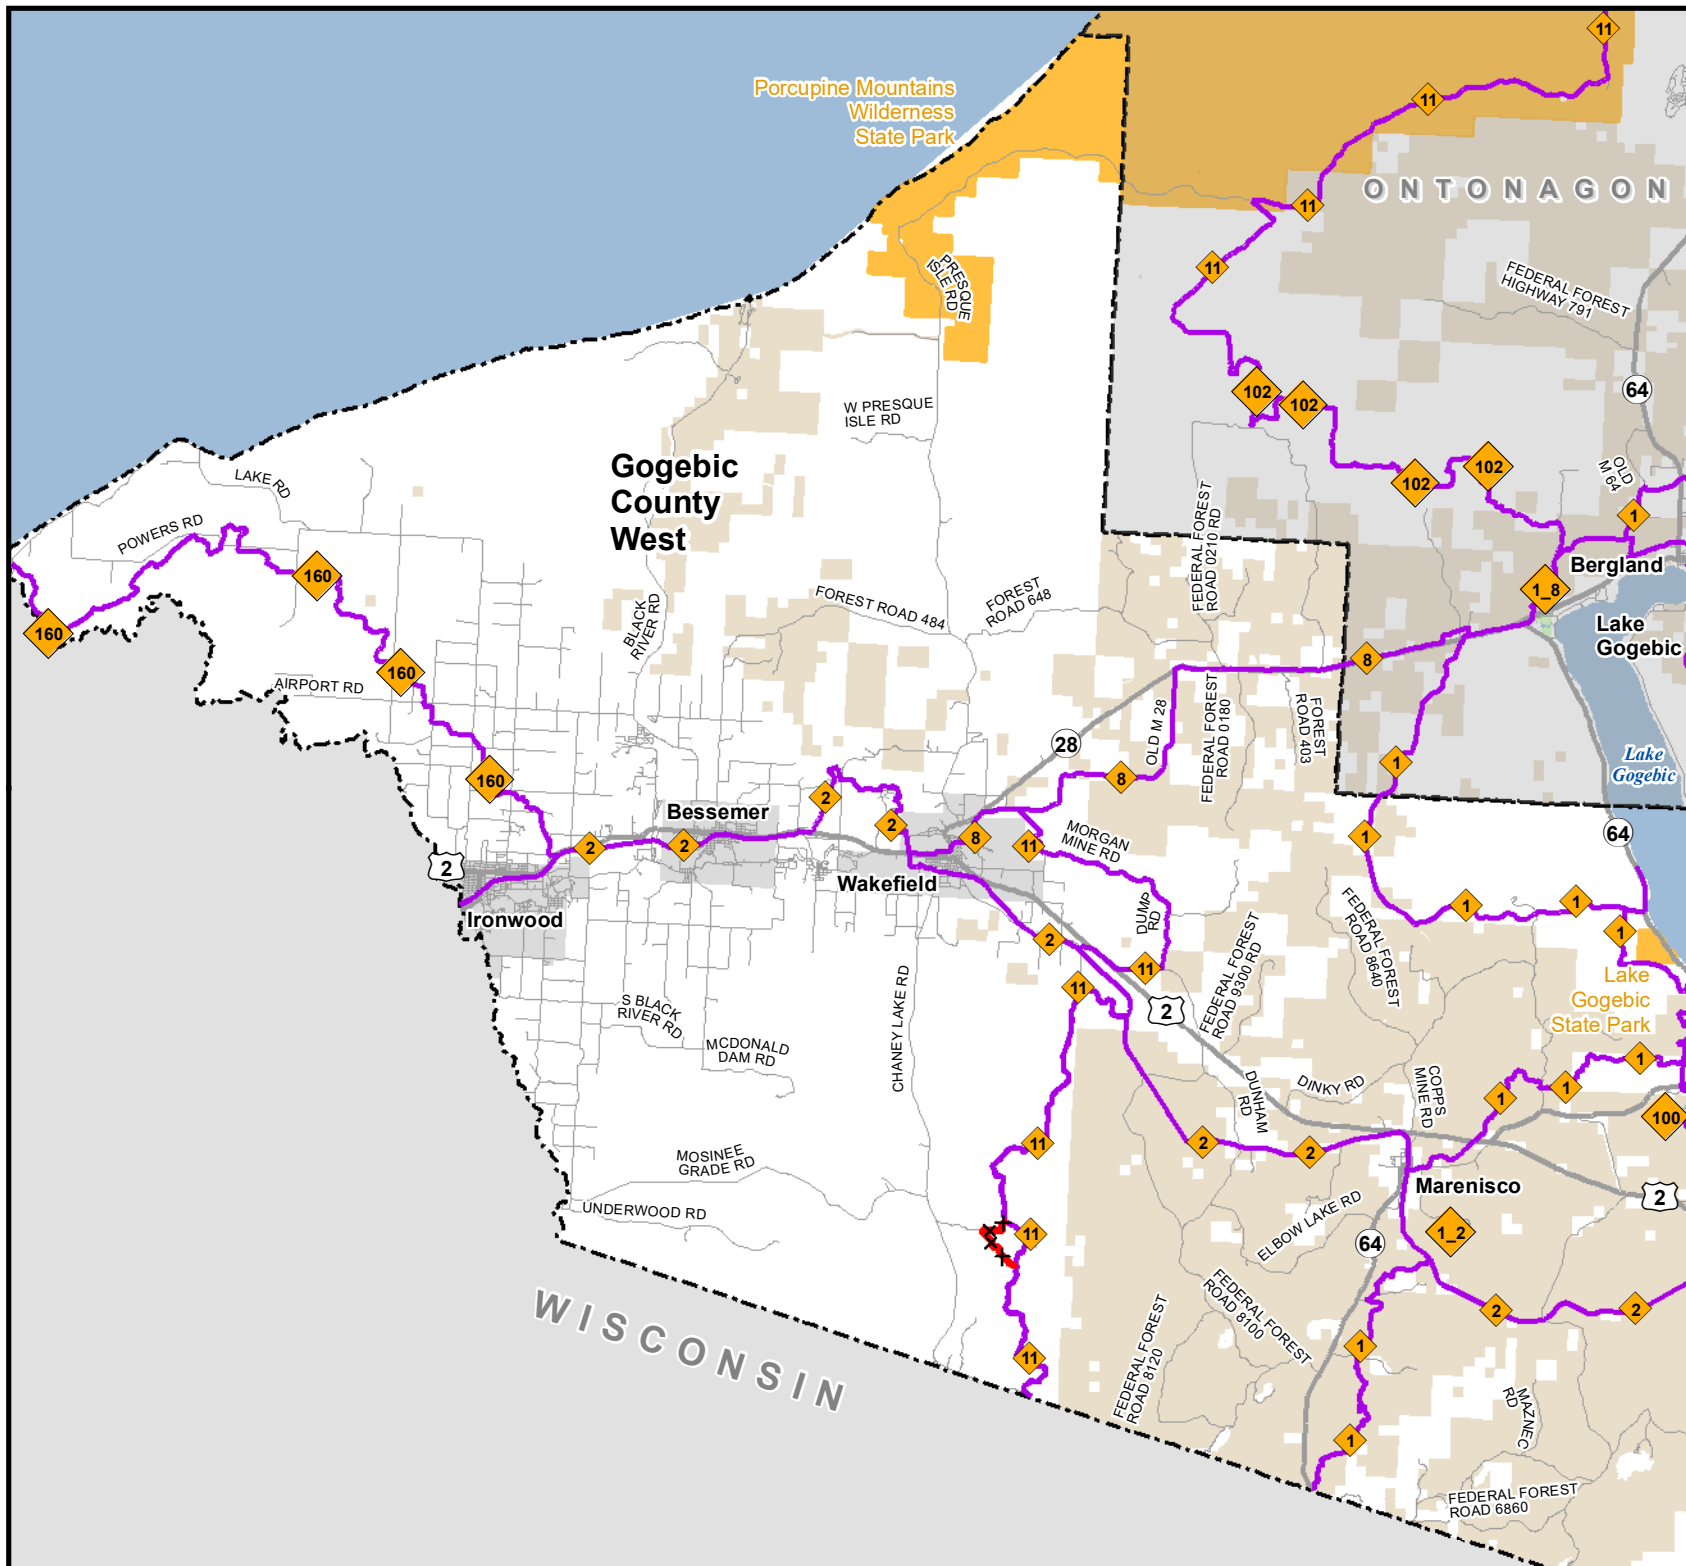 11
11
Porcupine Mountains
Wilderness
State Park
ONTONAGON
11
11
PRESQUE
ISLE RD
FEDERAL FOREST
HIGHWAY 791
64
102
102
W PRESQUE
ISLE RD
Gogebic
County
West
LAKE RD
102
102
OLD
M 64
1
POWERS RD
FEDERAL FOREST
ROAD 0210 RD
Bergland
160
1_8
160
BLACK
RIVER RD
FOREST ROAD 484
FOREST
ROAD 648
Lake
Gogebic
8
160
AIRPORT RD
OLD M 28
FEDERAL FOREST
ROAD 0180
FOREST
ROAD 403
28
Lake
Gogebic
1
160
8
2
Bessemer
2
8
MORGAN
MINE RD
1
64
2
2
11
2
Wakefield
Ironwood
DUMP
RD
FEDERAL FOREST
ROAD 8640
1
1
1
2
11
FEDERAL FOREST
ROAD 9300 RD
Lake
Gogebic
State Park
11
2
S BLACK
RIVER RD
CHANEY LAKE RD
MCDONALD
DAM RD
DUNHAM
RD
DINKY RD
COPPS
MINE RD
1
1
1
100
11
2
2
MOSINEE
GRADE RD
Marenisco
2
UNDERWOOD RD
11
ELBOW LAKE RD
1_2
64
WISCONSIN
FEDERAL FOREST
ROAD 8100
2
2
11
FEDERAL FOREST
ROAD 8120
1
MAZNEC
RD
1
FEDERAL FOREST
ROAD 6860